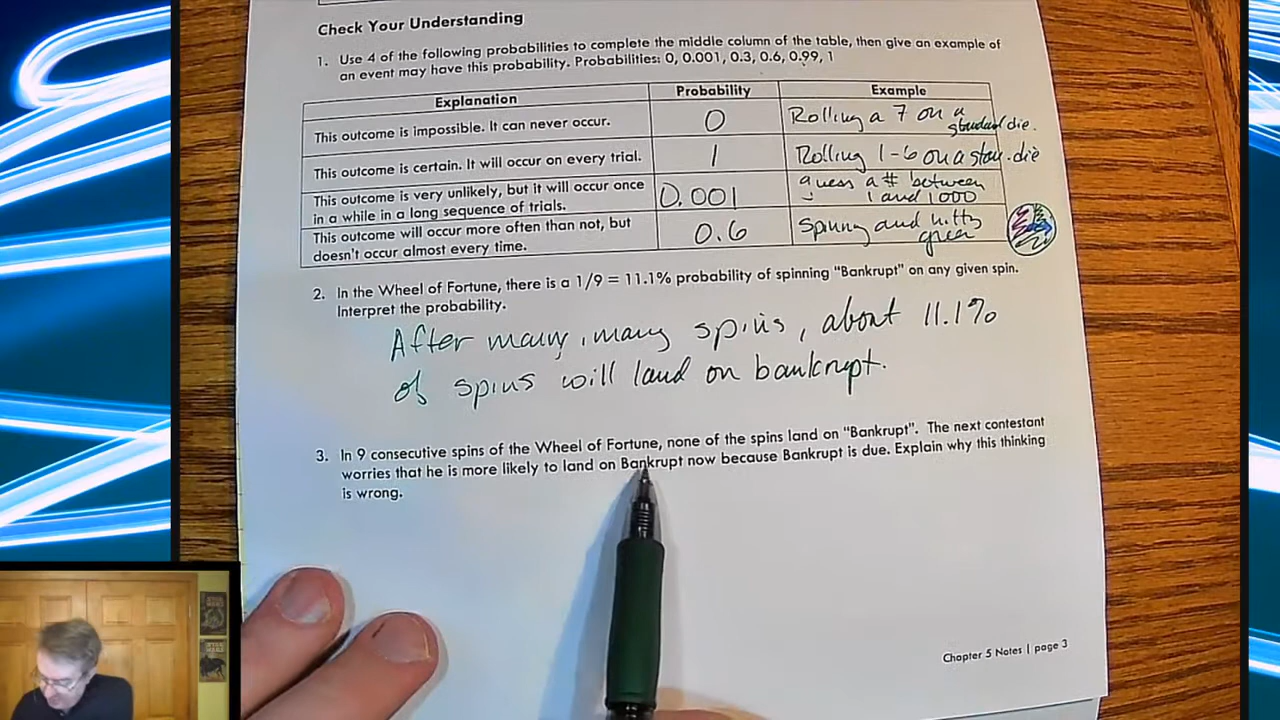 Check Your Understanding
1. Use 4 of the following probabilities to complete the middle column of the table, then give an example of
an event may have this probability. Probabilities: 0, 0.001, 0.3, 0.6, 0.99, 1
Explanation Probability Example
This outcome is impossible. It can never occur. 0 Rolling a 7 on a
standard die.
This outcome is certain. It will occur on every trial. 1 Rolling 1-6 on a stan. die
This outcome is very unlikely, but it will occur once
in a while in a long sequence of trials. 0.001 guess a # between
1 and 1000
This outcome will occur more often than not, but
doesn't occur almost every time. 0.6 spinning and hitting
green
2. In the Wheel of Fortune, there is a 1/9 = 11.1% probability of spinning "Bankrupt" on any given spin.
Interpret the probability.
After many, many spins, about 11.1%
of spins will land on bankrupt.
3. In 9 consecutive spins of the Wheel of Fortune, none of the spins land on "Bankrupt". The next contestant
worries that he is more likely to land on Bankrupt now because Bankrupt is due. Explain why this thinking
is wrong.
Chapter 5 Notes | page 3